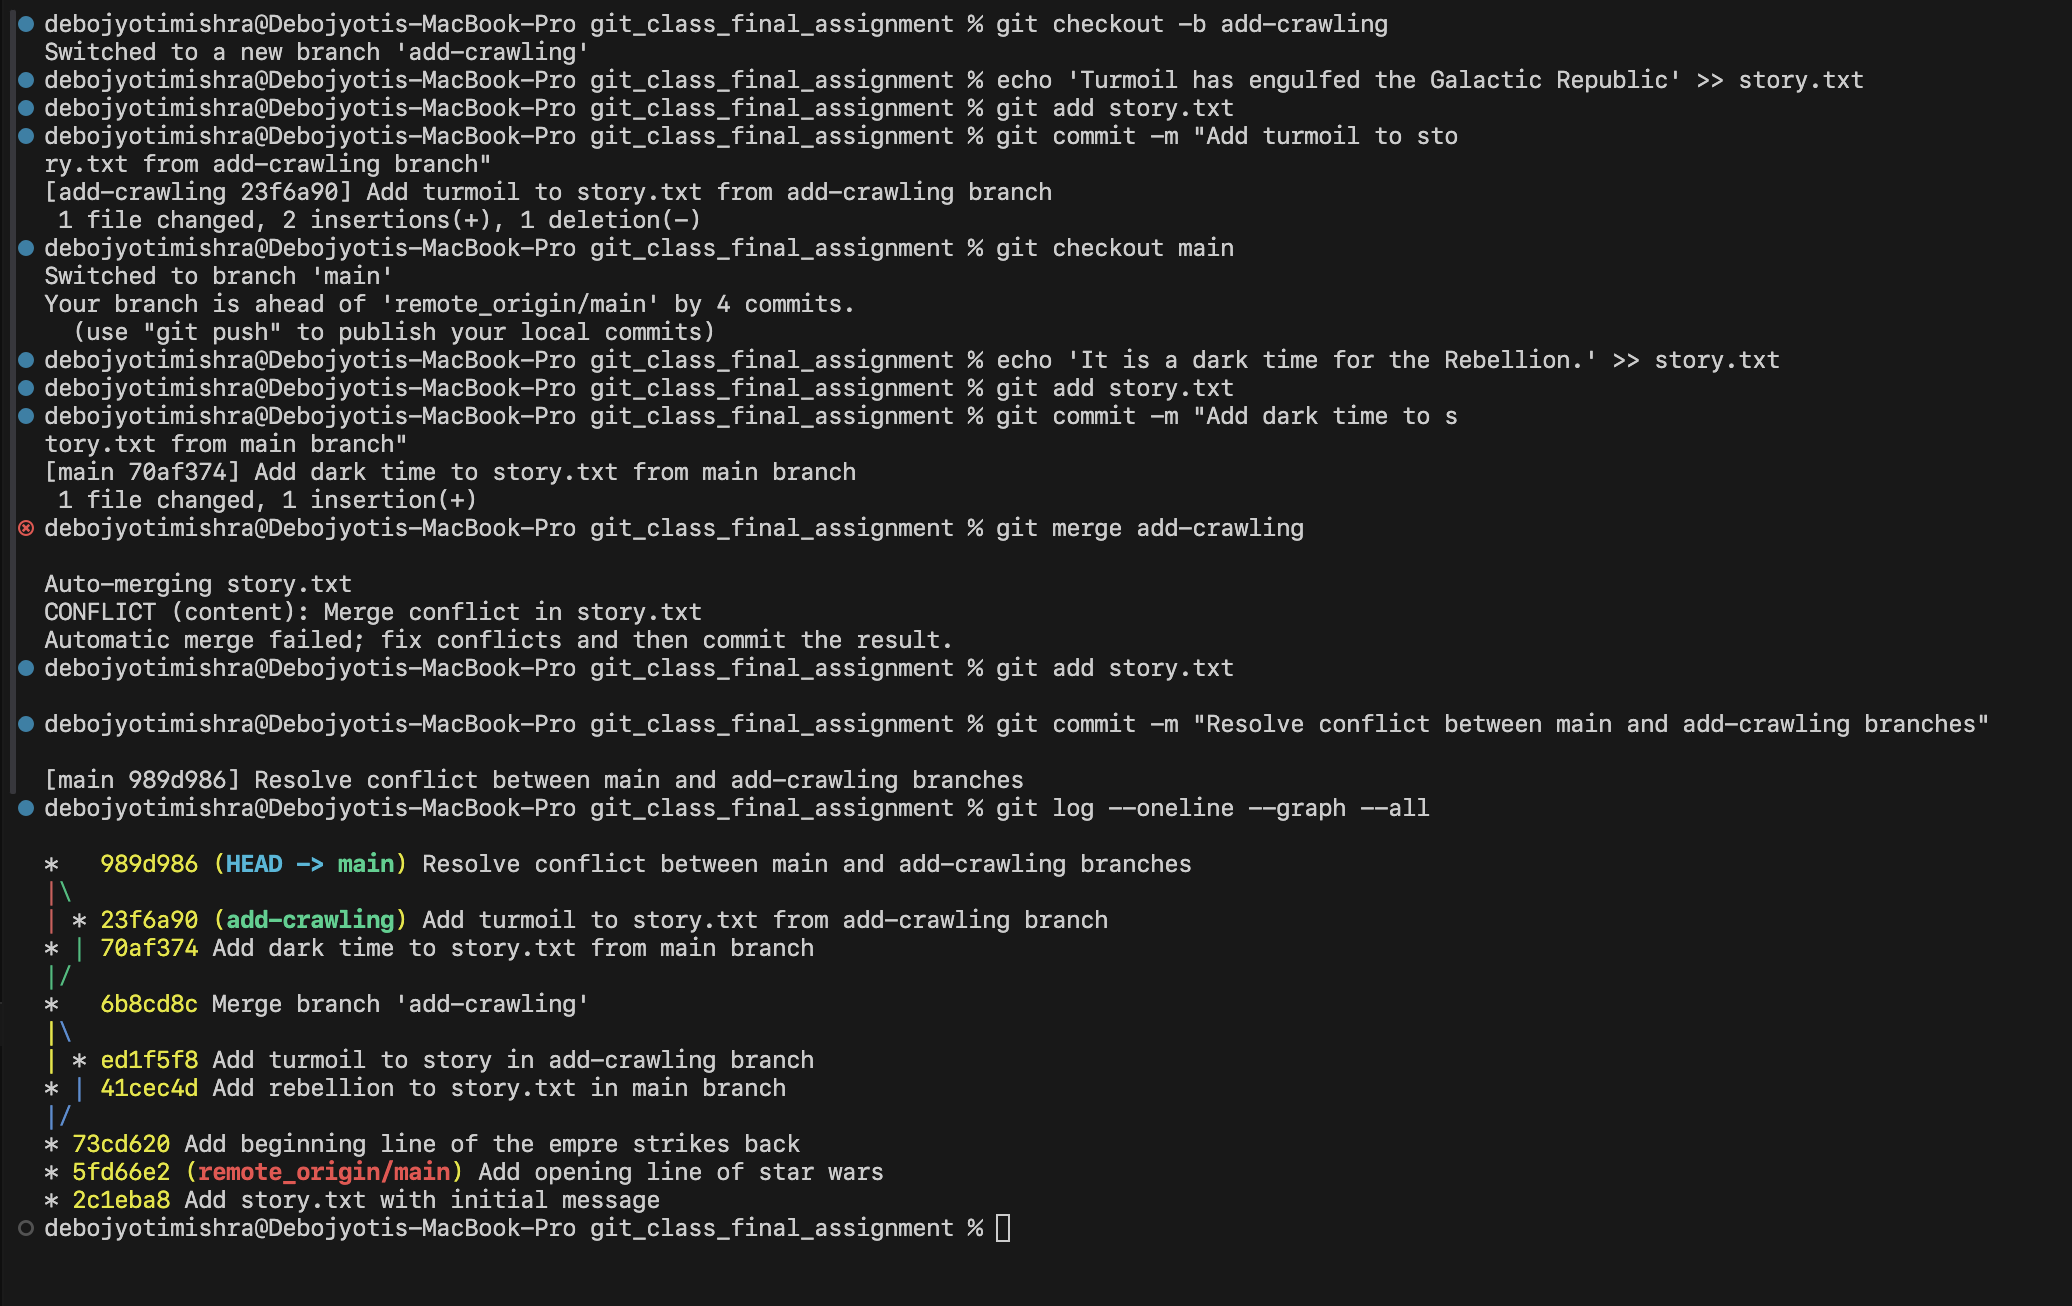 debojyotimishra@Debojyotis-MacBook-Pro git_class_final_assignment % git checkout -b add-crawling
Switched to a new branch 'add-crawling'
debojyotimishra@Debojyotis-MacBook-Pro git_class_final_assignment % echo 'Turmoil has engulfed the Galactic Republic' >> story.txt
debojyotimishra@Debojyotis-MacBook-Pro git_class_final_assignment % git add story.txt
debojyotimishra@Debojyotis-MacBook-Pro git_class_final_assignment % git commit -m "Add turmoil to sto
ry.txt from add-crawling branch"
[add-crawling 23f6a90] Add turmoil to story.txt from add-crawling branch
 1 file changed, 2 insertions(+), 1 deletion(-)
debojyotimishra@Debojyotis-MacBook-Pro git_class_final_assignment % git checkout main
Switched to branch 'main'
Your branch is ahead of 'remote_origin/main' by 4 commits.
  (use "git push" to publish your local commits)
debojyotimishra@Debojyotis-MacBook-Pro git_class_final_assignment % echo 'It is a dark time for the Rebellion.' >> story.txt
debojyotimishra@Debojyotis-MacBook-Pro git_class_final_assignment % git add story.txt
debojyotimishra@Debojyotis-MacBook-Pro git_class_final_assignment % git commit -m "Add dark time to s
tory.txt from main branch"
[main 70af374] Add dark time to story.txt from main branch
 1 file changed, 1 insertion(+)
debojyotimishra@Debojyotis-MacBook-Pro git_class_final_assignment % git merge add-crawling
Auto-merging story.txt
CONFLICT (content): Merge conflict in story.txt
Automatic merge failed; fix conflicts and then commit the result.
debojyotimishra@Debojyotis-MacBook-Pro git_class_final_assignment % git add story.txt
debojyotimishra@Debojyotis-MacBook-Pro git_class_final_assignment % git commit -m "Resolve conflict between main and add-crawling branches"
[main 989d986] Resolve conflict between main and add-crawling branches
debojyotimishra@Debojyotis-MacBook-Pro git_class_final_assignment % git log --oneline --graph --all
*   989d986 (HEAD -> main) Resolve conflict between main and add-crawling branches
|\
| * 23f6a90 (add-crawling) Add turmoil to story.txt from add-crawling branch
* | 70af374 Add dark time to story.txt from main branch
|/
*   6b8cd8c Merge branch 'add-crawling'
|\
| * ed1f5f8 Add turmoil to story in add-crawling branch
* | 41cec4d Add rebellion to story.txt in main branch
|/
* 73cd620 Add beginning line of the empre strikes back
* 5fd66e2 (remote_origin/main) Add opening line of star wars
* 2c1eba8 Add story.txt with initial message
debojyotimishra@Debojyotis-MacBook-Pro git_class_final_assignment %